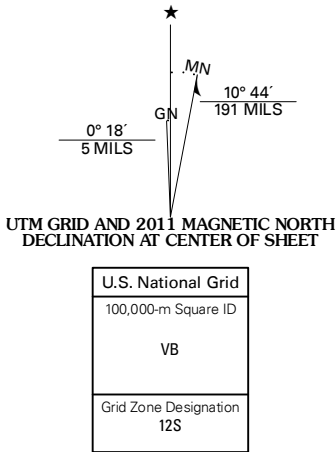 ★
MN
GN
10° 44´
191 MILS
0° 18´
5 MILS
UTM GRID AND 2011 MAGNETIC NORTH
DECLINATION AT CENTER OF SHEET
U.S. National Grid
100,000-m Square ID
VB
Grid Zone Designation
12S